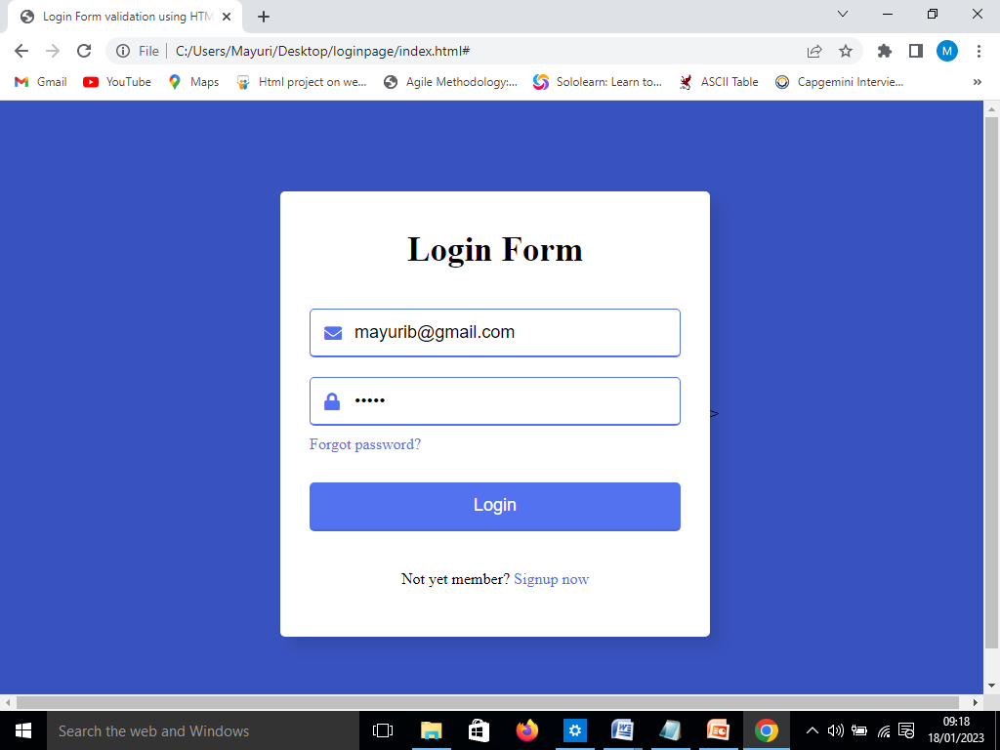 Login Form validation using HTM
File
C:/Users/Mayuri/Desktop/loginpage/index.html#
M
Gmail
YouTube
Maps
Html project on we...
Agile Methodology:...
Sololearn: Learn to...
ASCII Table
Capgemini Intervie...
»
Login Form
mayurib@gmail.com
•••••
>
Forgot password?
Login
Not yet member? Signup now
Search the web and Windows
09:18
18/01/2023